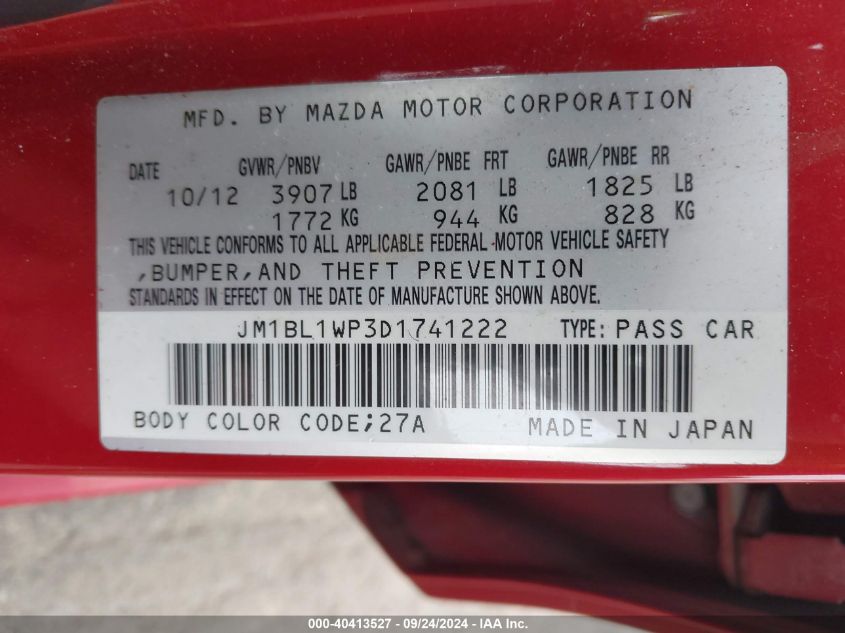 MFD. BY MAZDA MOTOR CORPORATION
DATE GVWR/PNBV GAWR/PNBE FRT GAWR/PNBE RR
10/12 3907 LB 2081 LB 1825 LB
1772 KG 944 KG 828 KG
THIS VEHICLE CONFORMS TO ALL APPLICABLE FEDERAL MOTOR VEHICLE SAFETY
,BUMPER,AND THEFT PREVENTION
STANDARDS IN EFFECT ON THE DATE OF MANUFACTURE SHOWN ABOVE.
JM1BL1WP3D1741222 TYPE: PASS CAR
BODY COLOR CODE;27A MADE IN JAPAN
000-40413527 - 09/24/2024 - IAA Inc.